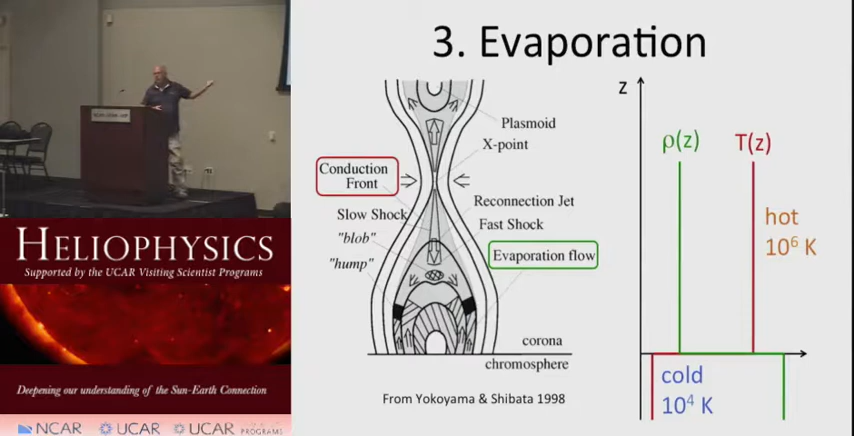 3. Evaporation
Plasmoid
X-point
Conduction
Front
Reconnection Jet
Slow Shock
Fast Shock
"blob"
Evaporation flow
"hump"
corona
chromosphere
From Yokoyama & Shibata 1998
z
ρ(z)
T(z)
hot
10⁶ K
cold
10⁴ K
HELIOPHYSICS
Supported by the UCAR Visiting Scientist Programs
Deepening our understanding of the Sun-Earth Connection
NCAR
UCAR
UCAR PROGRAMS